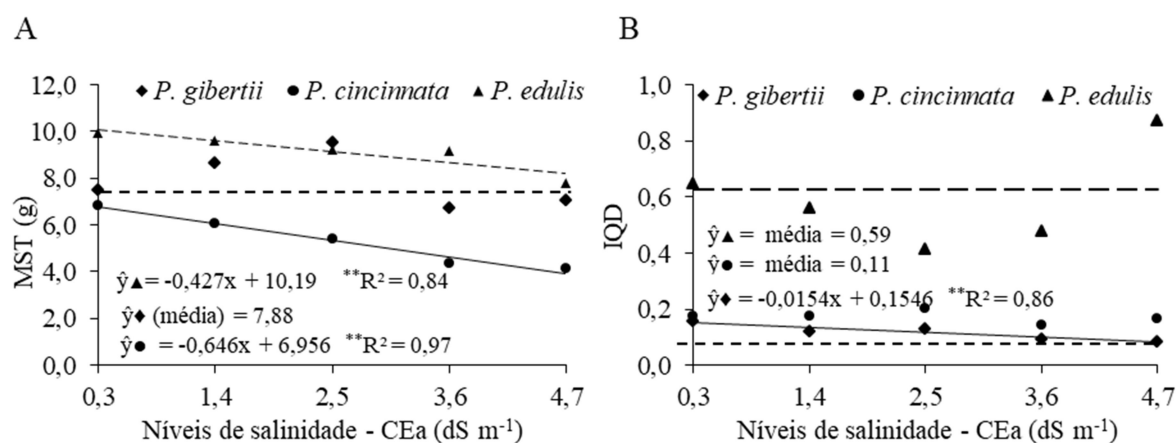 A
◆ P. gibertii ● P. cincinnata ▲ P. edulis
12,0
10,0
8,0
6,0
4,0
2,0
0,0
MST (g)
ŷ▲= -0,427x + 10,19 **R² = 0,84
ŷ◆ (média) = 7,88
ŷ● = -0,646x + 6,956 **R² = 0,97
0,3 1,4 2,5 3,6 4,7
Níveis de salinidade - CEa (dS m⁻¹)
B
◆ P. gibertii ● P. cincinnata ▲ P. edulis
1,0
0,8
0,6
0,4
0,2
0,0
IQD
ŷ▲= média = 0,59
ŷ● = média = 0,11
ŷ◆ = -0,0154x + 0,1546 **R² = 0,86
0,3 1,4 2,5 3,6 4,7
Níveis de salinidade - CEa (dS m⁻¹)